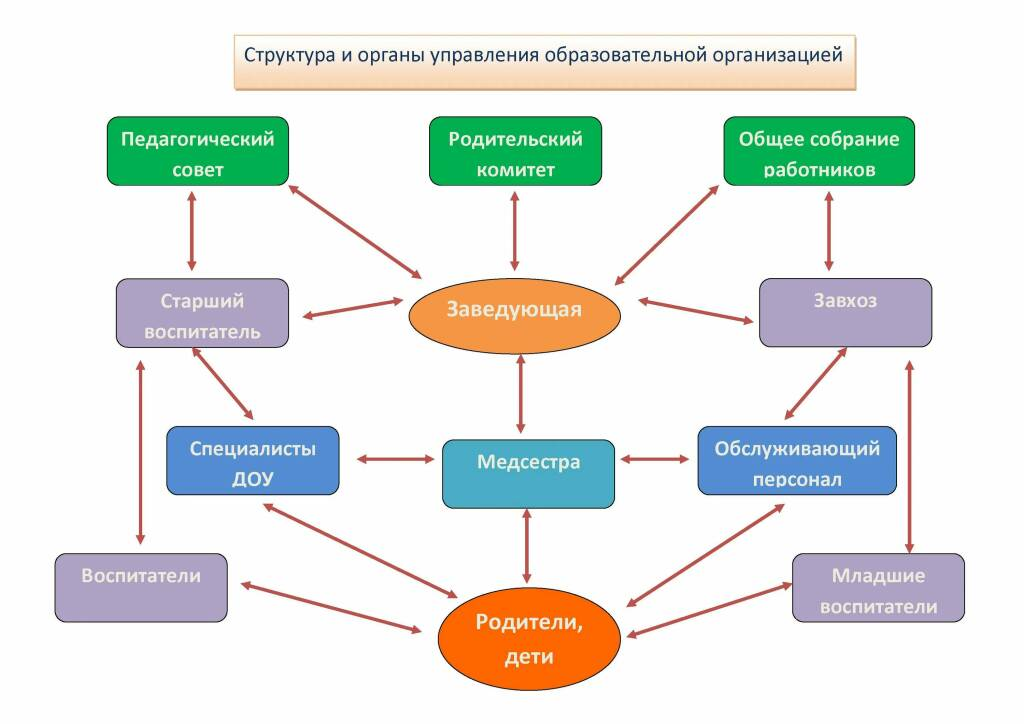 Структура и органы управления образовательной организацией
Педагогический
совет
Родительский
комитет
Общее собрание
работников
Старший
воспитатель
Заведующая
Завхоз
Специалисты
ДОУ
Медсестра
Обслуживающий
персонал
Воспитатели
Родители,
дети
Младшие
воспитатели